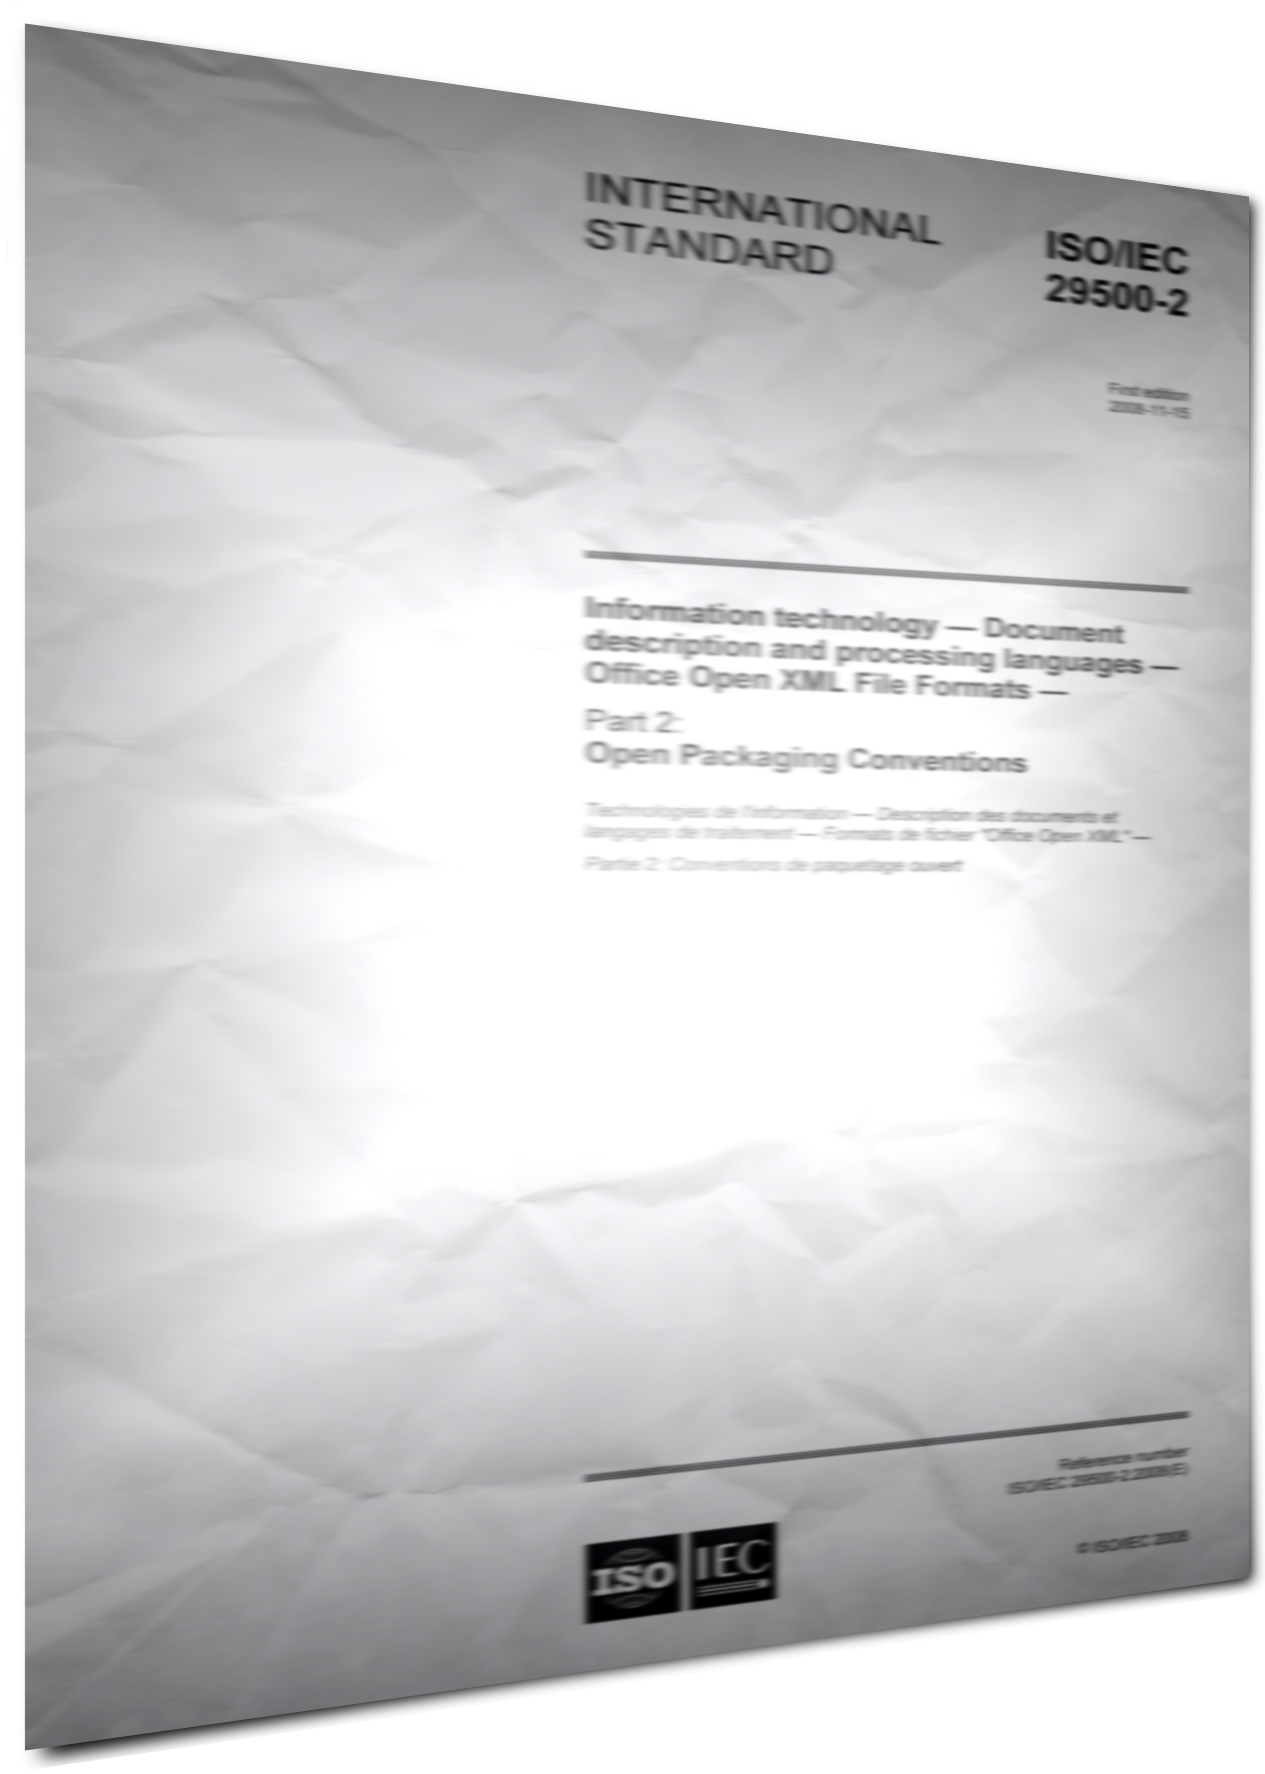 INTERNATIONAL
STANDARD
ISO/IEC
29500-2
First edition
2008-11-15
Information technology — Document
description and processing languages —
Office Open XML File Formats —
Part 2:
Open Packaging Conventions
Technologies de l'information — Description des documents et
langages de traitement — Formats de fichier "Office Open XML" —
Partie 2: Conventions de paquetage ouvert
Reference number
ISO/IEC 29500-2:2008(E)
ISO IEC
© ISO/IEC 2008